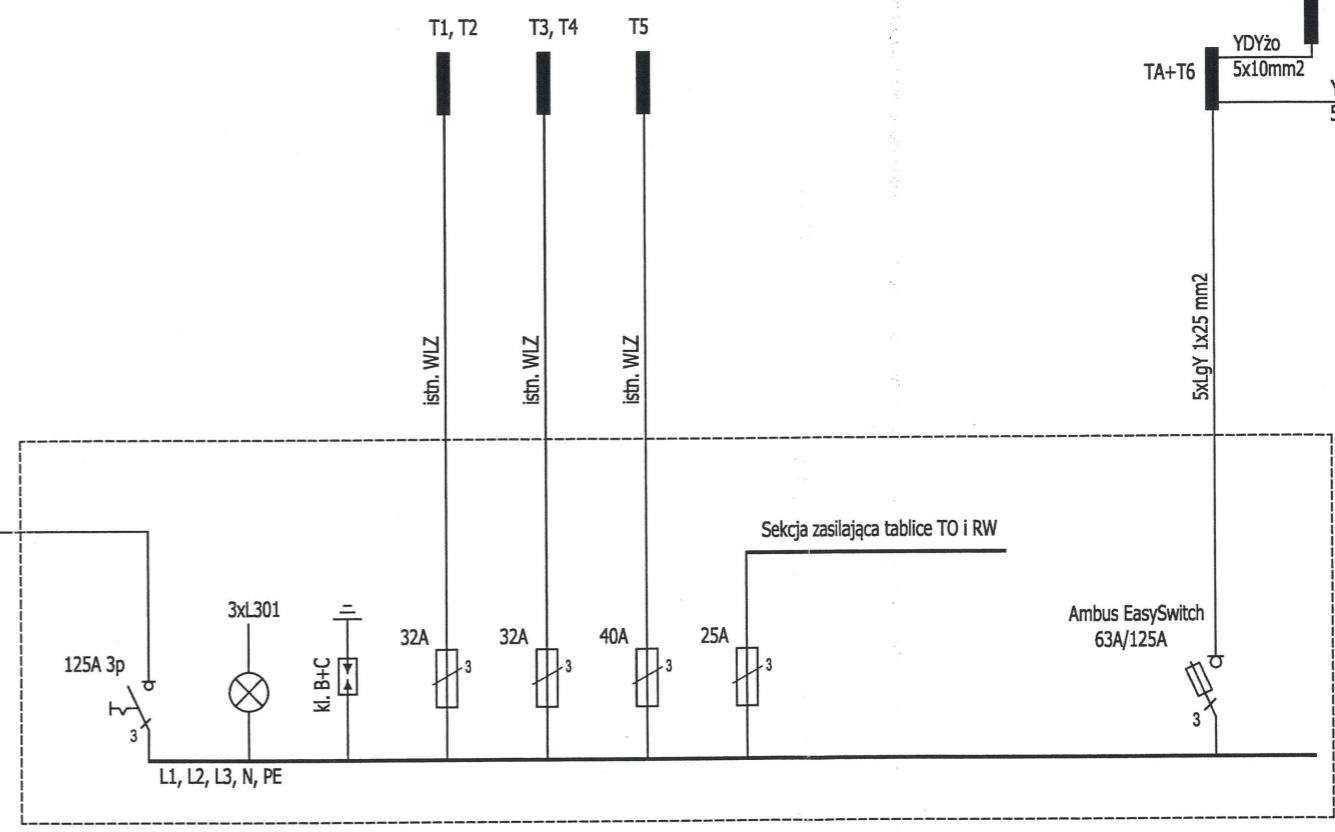 T1, T2
T3, T4
T5
TA+T6
YDYżo
5x10mm2
istn. WLZ
istn. WLZ
istn. WLZ
5xLgY 1x25 mm2
Sekcja zasilająca tablice TO i RW
3xL301
125A 3p
3
kl. B+C
32A
3
32A
3
40A
3
25A
3
Ambus EasySwitch
63A/125A
3
L1, L2, L3, N, PE